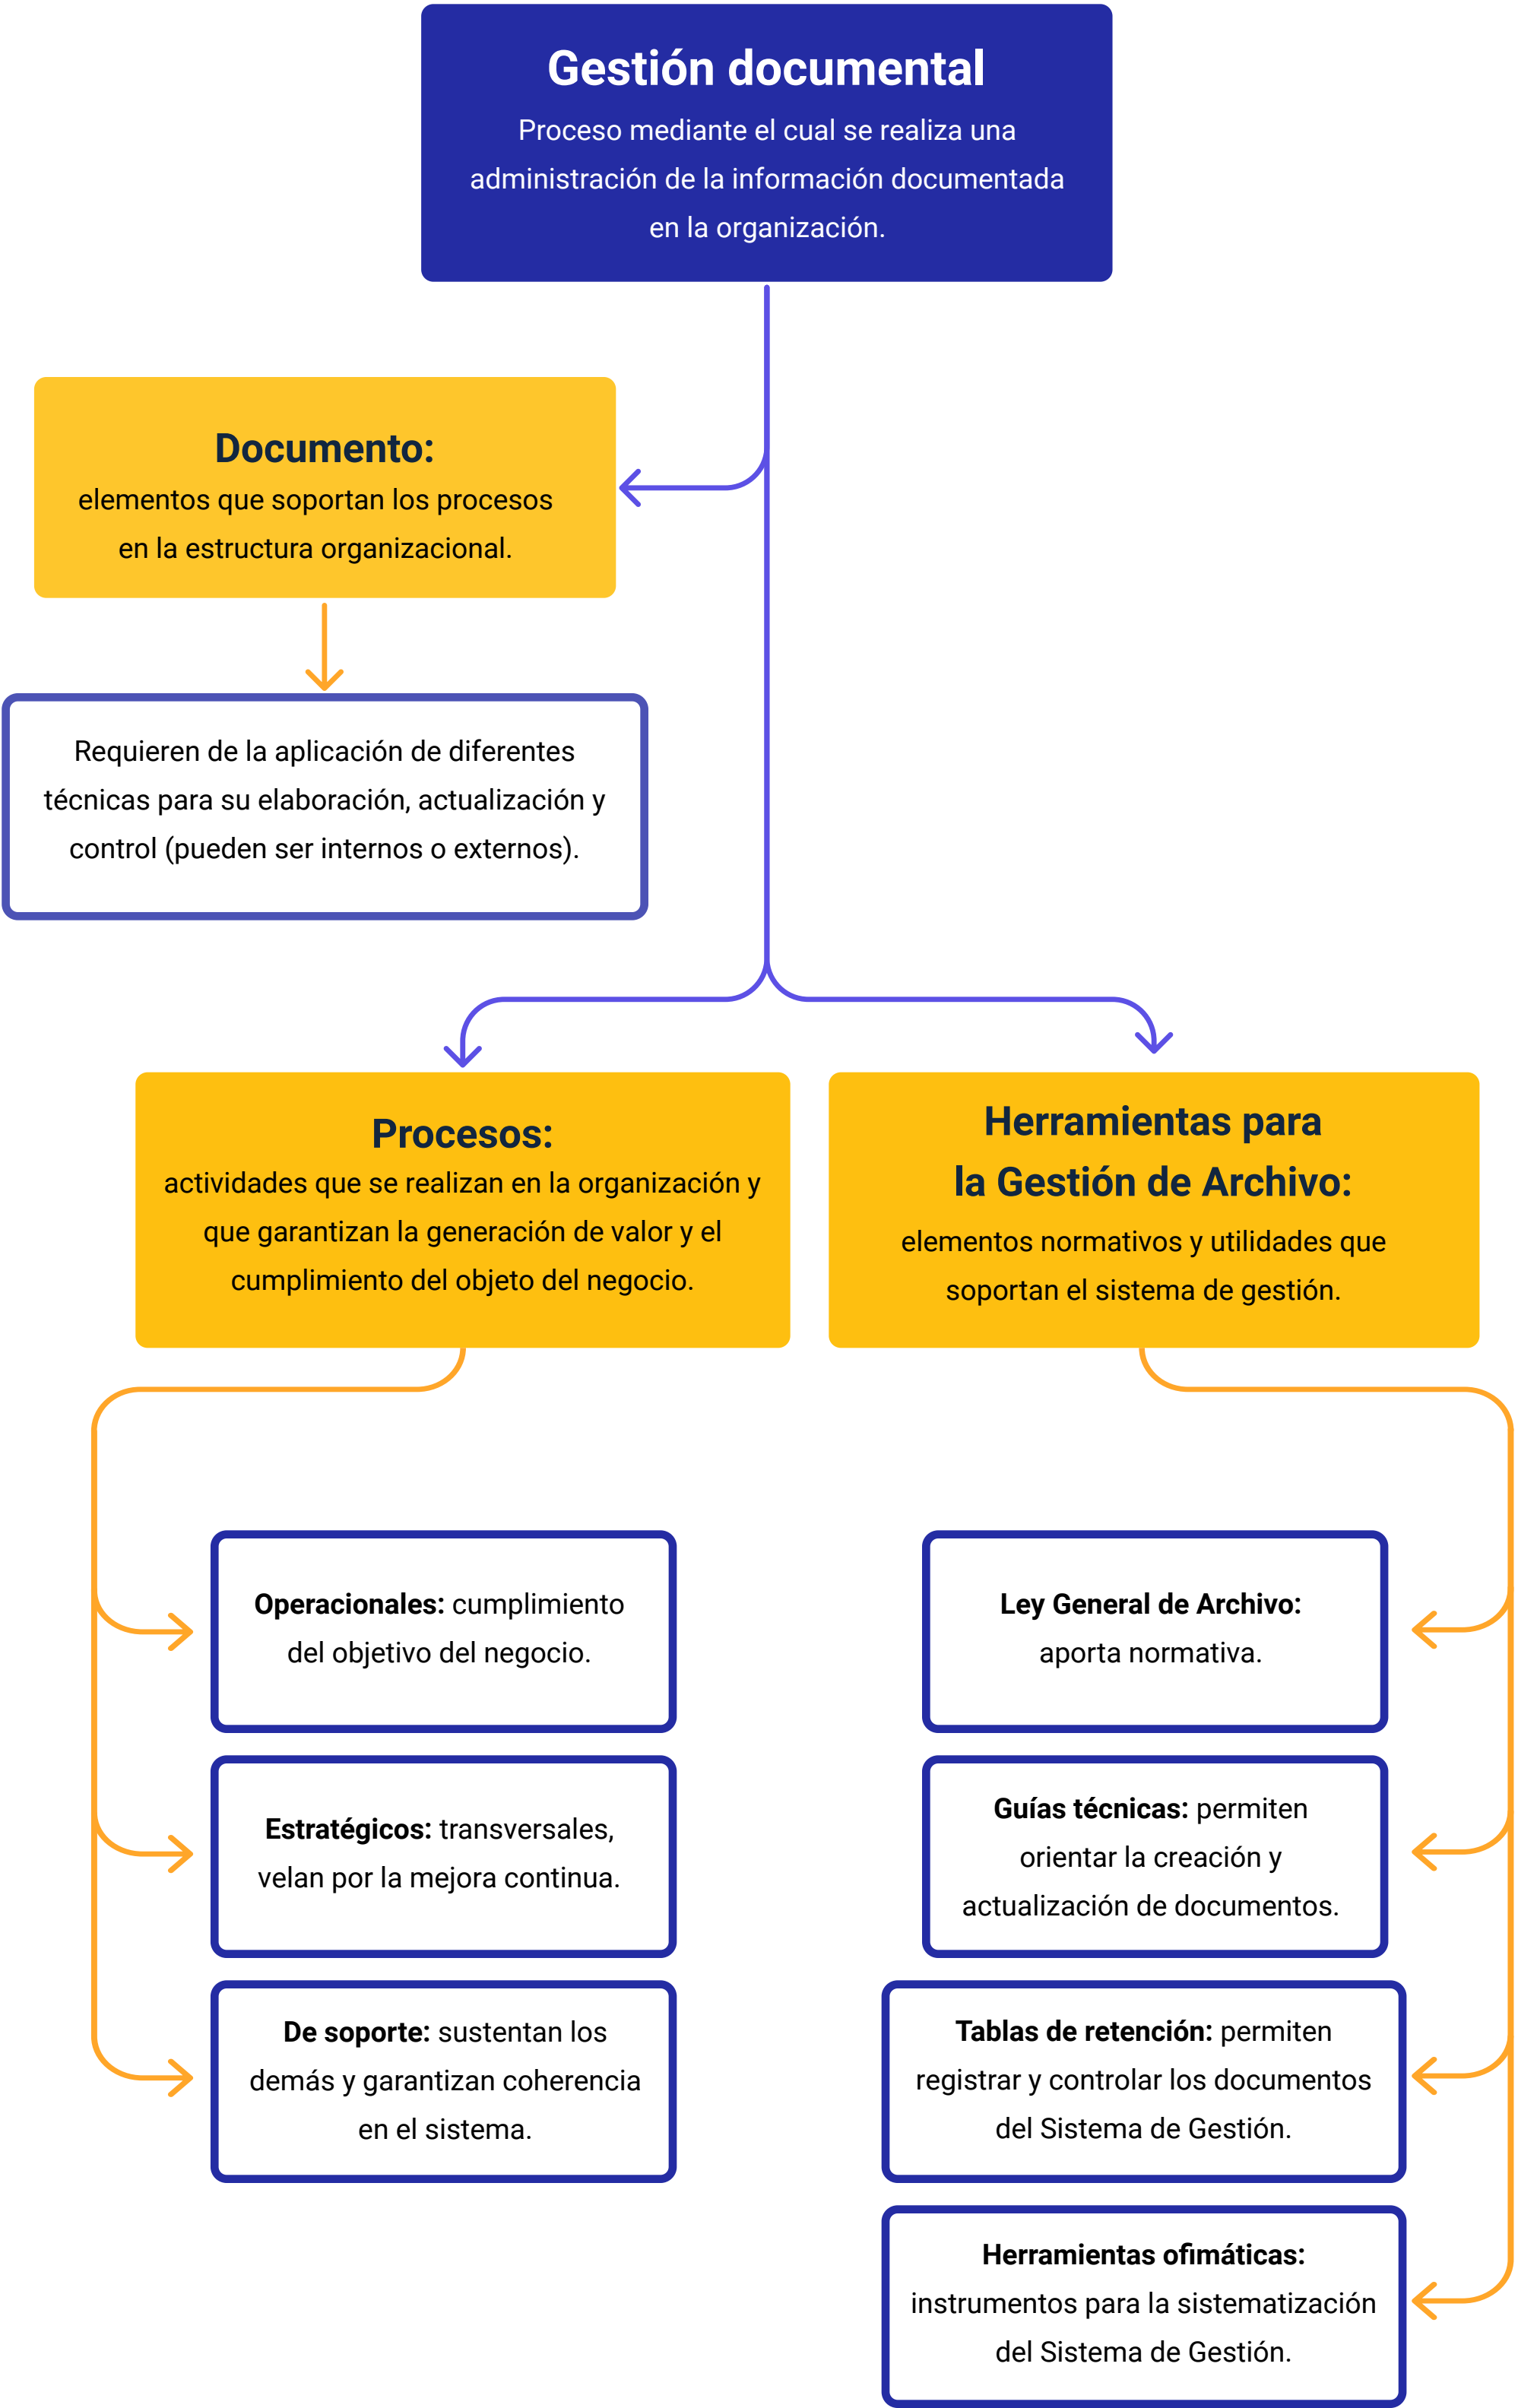 Gestión documental
Proceso mediante el cual se realiza una
administración de la información documentada
en la organización.
Documento:
elementos que soportan los procesos
en la estructura organizacional.
Requieren de la aplicación de diferentes
técnicas para su elaboración, actualización y
control (pueden ser internos o externos).
Procesos:
actividades que se realizan en la organización y
que garantizan la generación de valor y el
cumplimiento del objeto del negocio.
Herramientas para
la Gestión de Archivo:
elementos normativos y utilidades que
soportan el sistema de gestión.
Operacionales: cumplimiento
del objetivo del negocio.
Estratégicos: transversales,
velan por la mejora continua.
De soporte: sustentan los
demás y garantizan coherencia
en el sistema.
Ley General de Archivo:
aporta normativa.
Guías técnicas: permiten
orientar la creación y
actualización de documentos.
Tablas de retención: permiten
registrar y controlar los documentos
del Sistema de Gestión.
Herramientas ofimáticas:
instrumentos para la sistematización
del Sistema de Gestión.